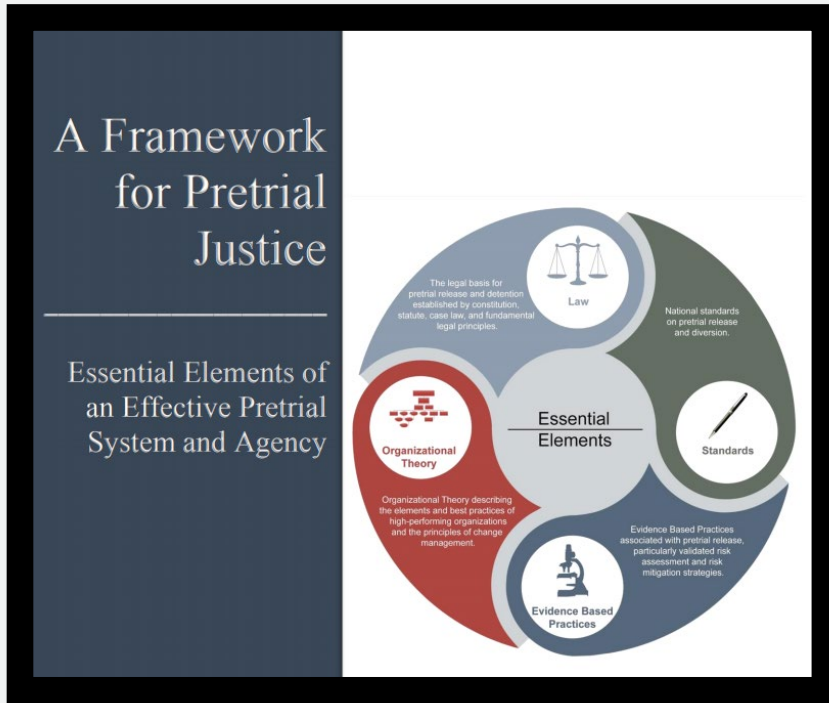 A Framework
for Pretrial
Justice
Essential Elements of
an Effective Pretrial
System and Agency
The legal basis for
pretrial release and detention
established by constitution,
statute, case law, and fundamental
legal principles.
Law
National standards
on pretrial release
and diversion.
Standards
Essential
Elements
Organizational
Theory
Organizational Theory describing
the elements and best practices of
high-performing organizations
and the principles of change
management.
Evidence Based Practices
associated with pretrial release,
particularly validated risk
assessment and risk
mitigation strategies.
Evidence Based
Practices